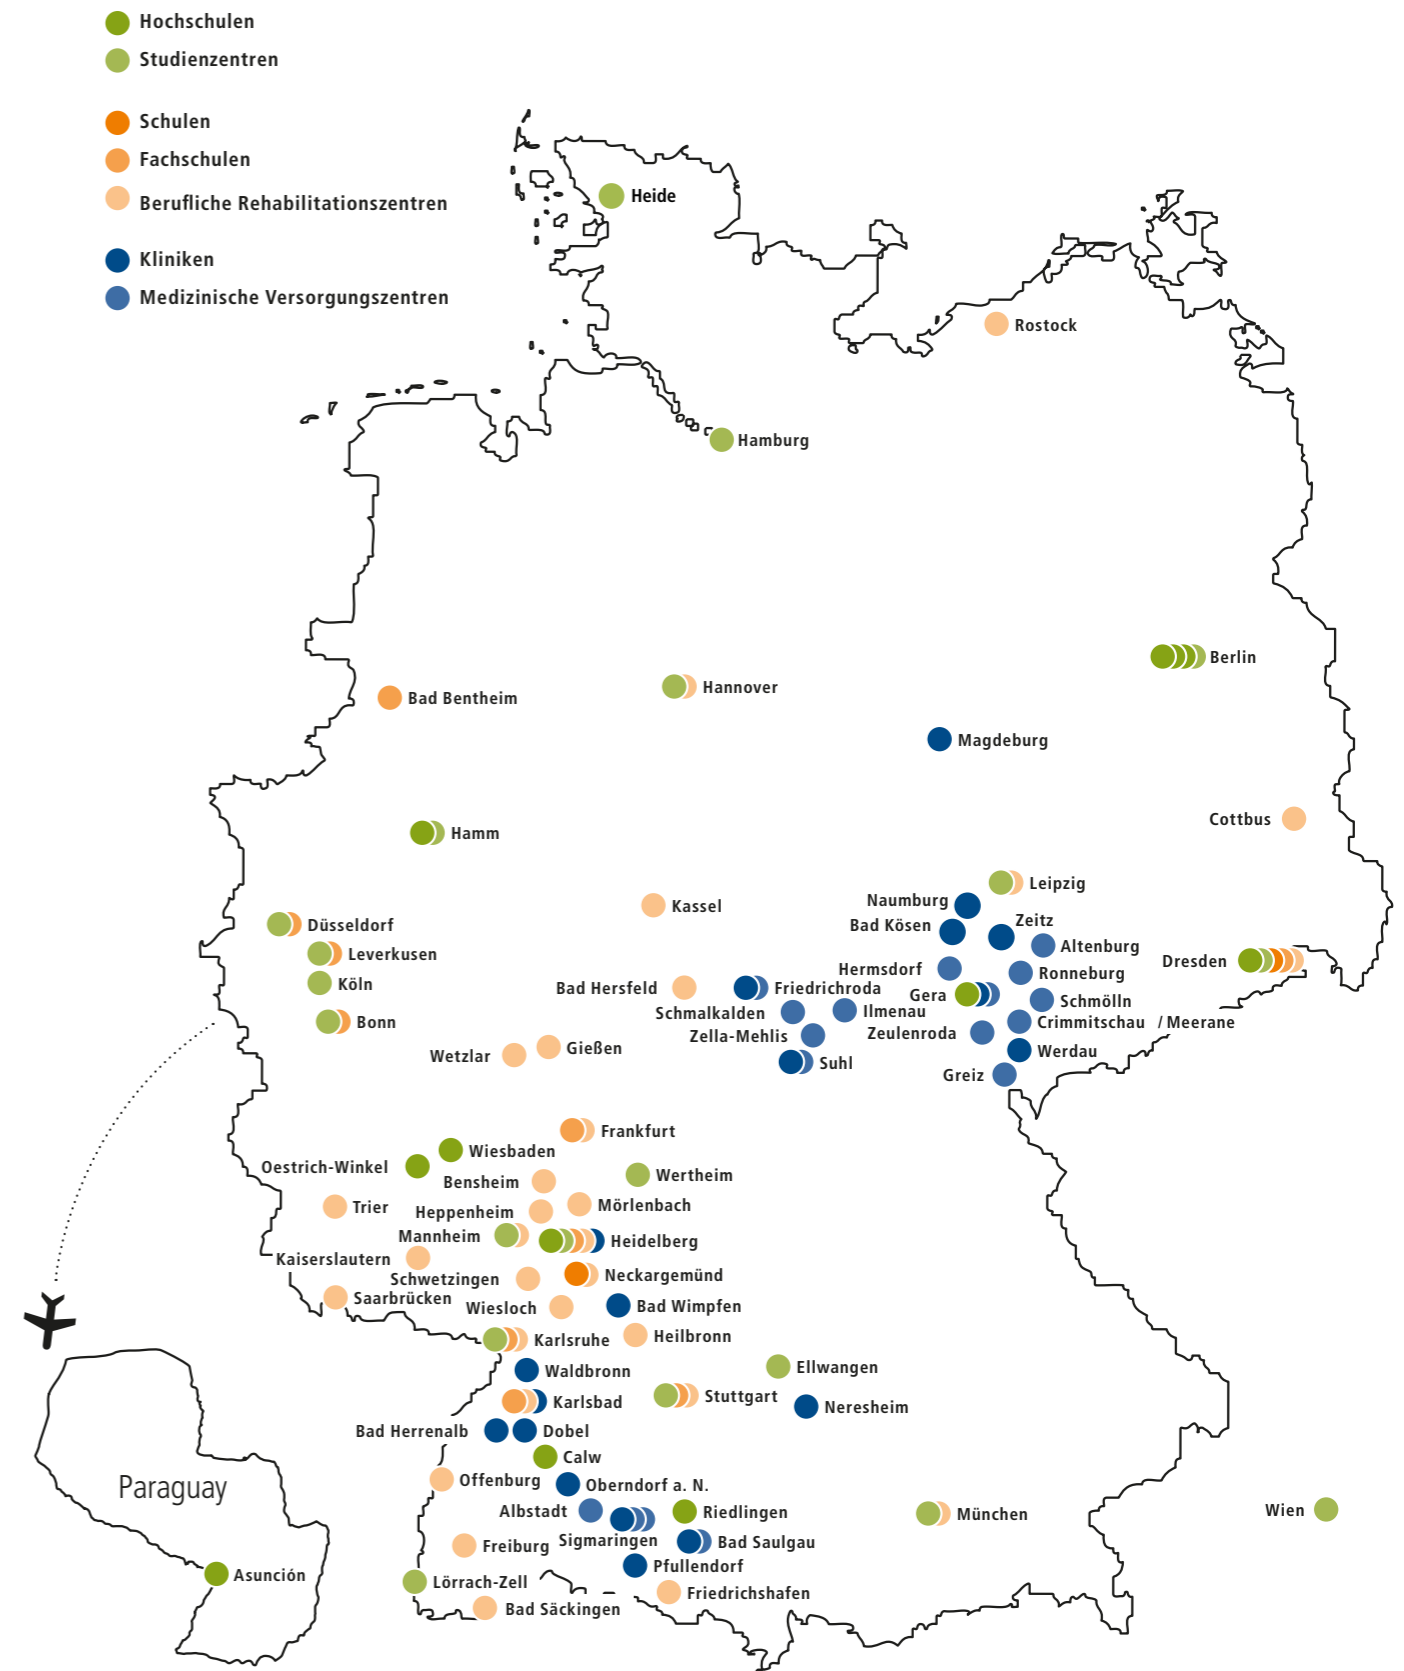 Hochschulen
Studienzentren
Schulen
Fachschulen
Berufliche Rehabilitationszentren
Kliniken
Medizinische Versorgungszentren
Heide
Rostock
Hamburg
Berlin
Hannover
Bad Bentheim
Magdeburg
Cottbus
Hamm
Leipzig
Naumburg
Kassel
Zeitz
Düsseldorf
Bad Kösen
Altenburg
Leverkusen
Dresden
Hermsdorf
Ronneburg
Köln
Bad Hersfeld
Friedrichroda
Gera
Schmölln
Schmalkalden
Ilmenau
Bonn
Crimmitschau / Meerane
Zella-Mehlis
Zeulenroda
Gießen
Werdau
Wetzlar
Suhl
Greiz
Frankfurt
Wiesbaden
Oestrich-Winkel
Wertheim
Bensheim
Mörlenbach
Trier
Heppenheim
Mannheim
Heidelberg
Kaiserslautern
Neckargemünd
Schwetzingen
Saarbrücken
Bad Wimpfen
Wiesloch
Heilbronn
Karlsruhe
Ellwangen
Waldbronn
Stuttgart
Karlsbad
Neresheim
Bad Herrenalb
Dobel
Calw
Offenburg
Oberndorf a. N.
Paraguay
Albstadt
Riedlingen
Wien
München
Sigmaringen
Bad Saulgau
Freiburg
Pfullendorf
Asunción
Lörrach-Zell
Friedrichshafen
Bad Säckingen